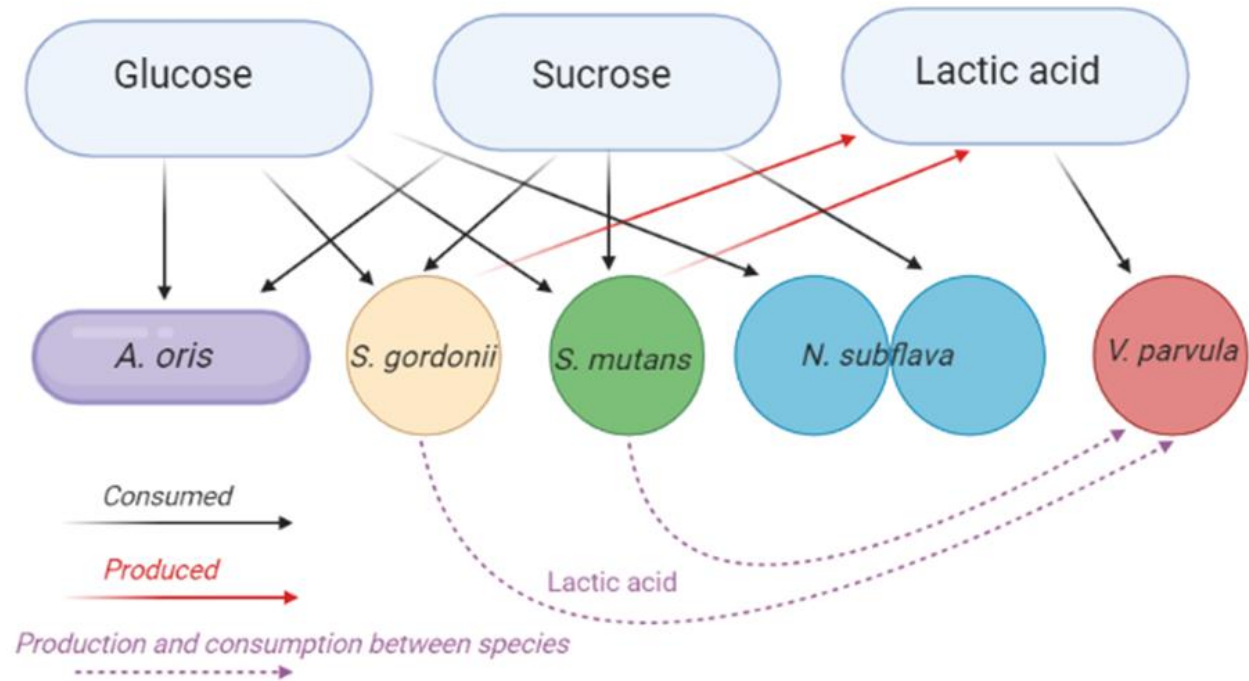 Glucose
Sucrose
Lactic acid
A. oris
S. gordonii
S. mutans
N. subflava
V. parvula
Consumed
Produced
Lactic acid
Production and consumption between species